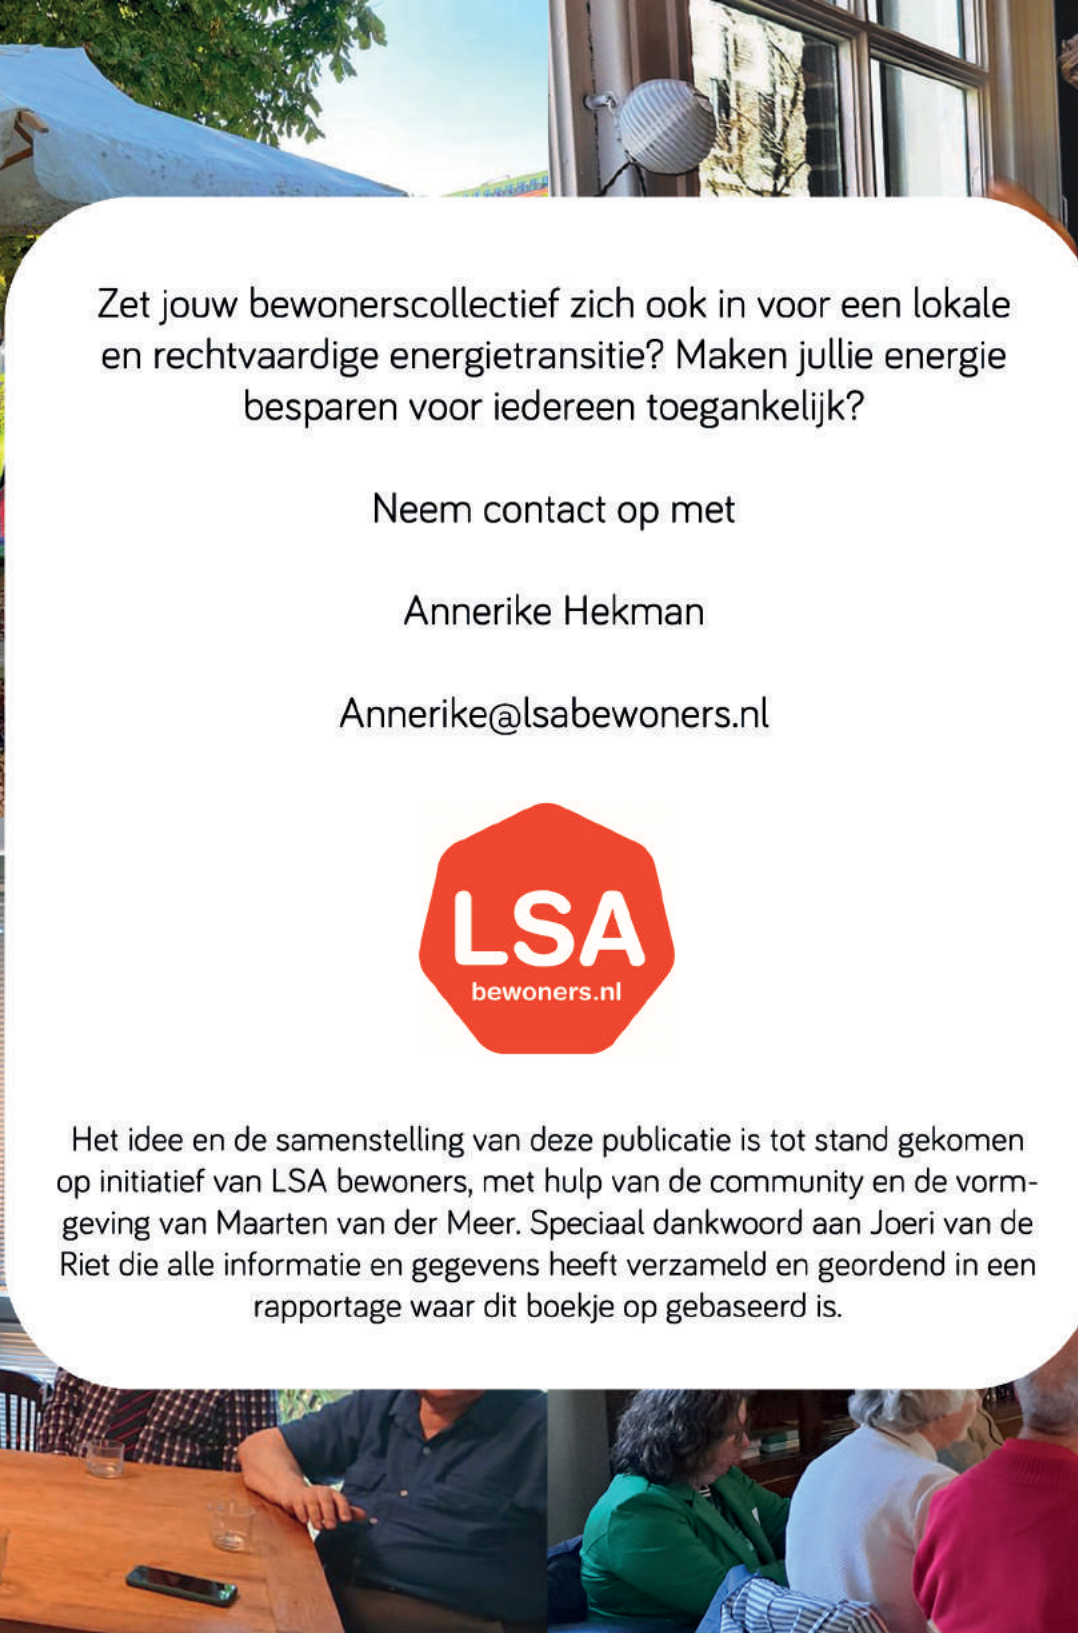 Zet jouw bewonerscollectief zich ook in voor een lokale
en rechtvaardige energietransitie? Maken jullie energie
besparen voor iedereen toegankelijk?
Neem contact op met
Annerike Hekman
Annerike@lsabewoners.nl
LSA
bewoners.nl
Het idee en de samenstelling van deze publicatie is tot stand gekomen
op initiatief van LSA bewoners, met hulp van de community en de vorm-
geving van Maarten van der Meer. Speciaal dankwoord aan Joeri van de
Riet die alle informatie en gegevens heeft verzameld en geordend in een
rapportage waar dit boekje op gebaseerd is.